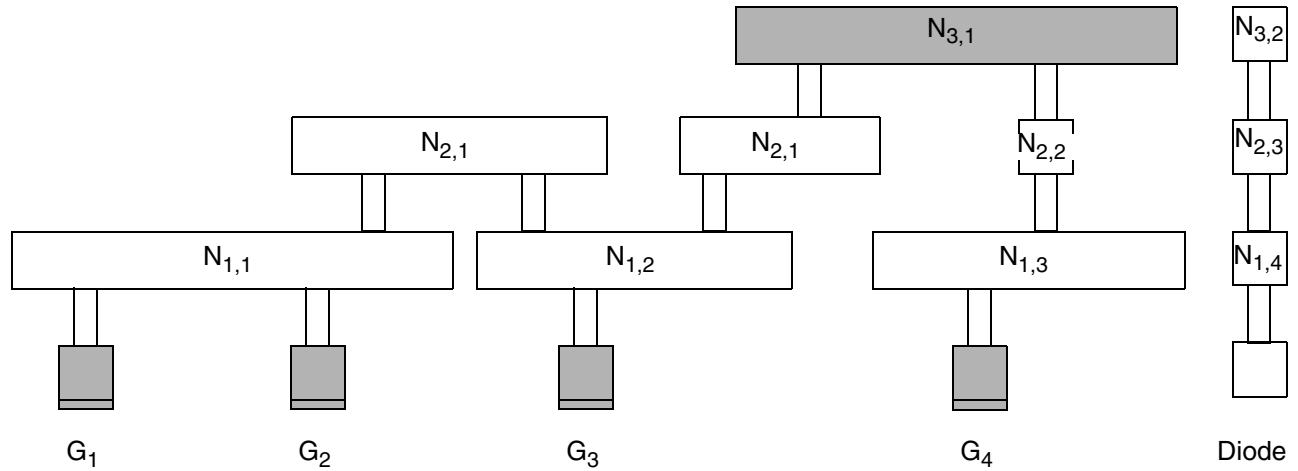 N3,1 N3,2
N2,1 N2,1 N2,2 N2,3
N1,1 N1,2 N1,3 N1,4
G1 G2 G3 G4 Diode